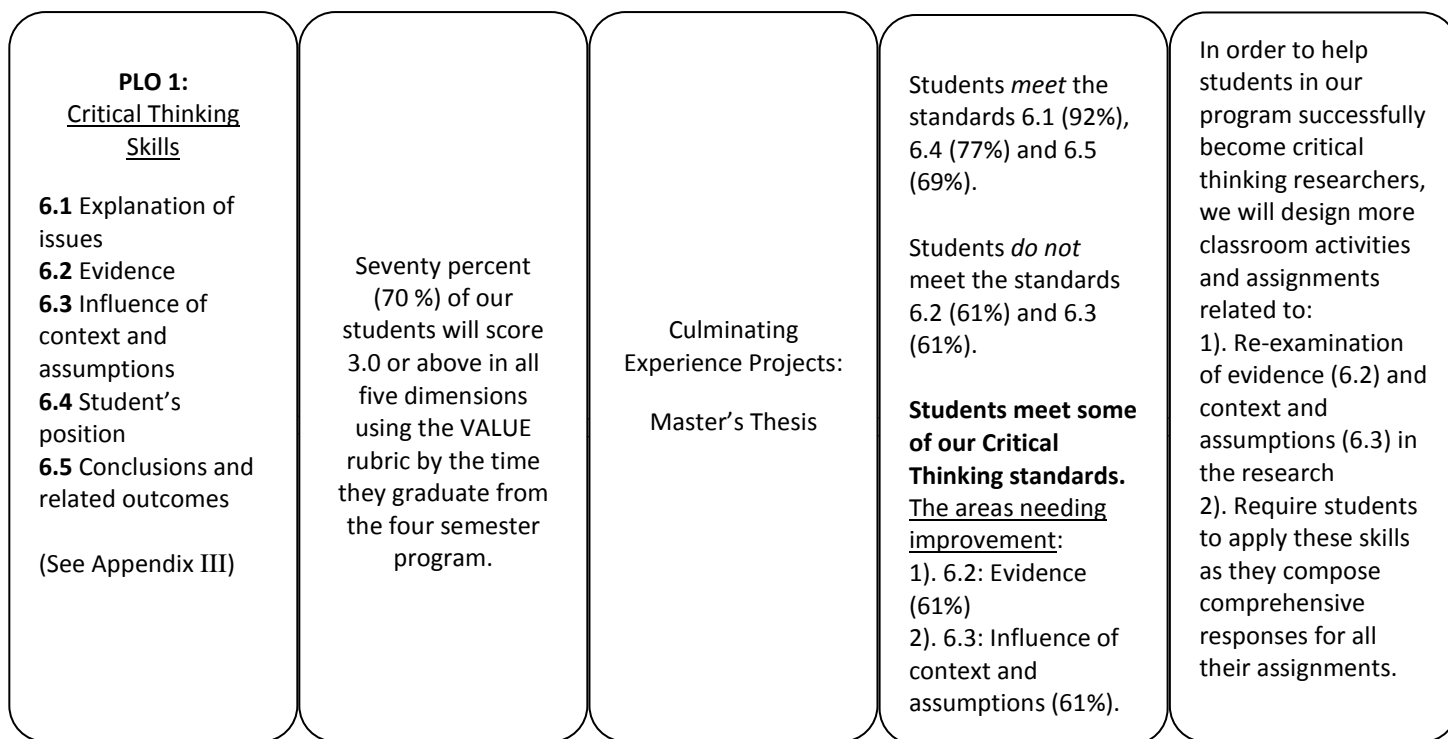 PLO 1:
Critical Thinking
Skills
6.1 Explanation of
issues
6.2 Evidence
6.3 Influence of
context and
assumptions
6.4 Student’s
position
6.5 Conclusions and
related outcomes
(See Appendix III)
Seventy percent
(70 %) of our
students will score
3.0 or above in all
five dimensions
using the VALUE
rubric by the time
they graduate from
the four semester
program.
Culminating
Experience Projects:
Master’s Thesis
Students meet the
standards 6.1 (92%),
6.4 (77%) and 6.5
(69%).
Students do not
meet the standards
6.2 (61%) and 6.3
(61%).
Students meet some
of our Critical
Thinking standards.
The areas needing
improvement:
1). 6.2: Evidence
(61%)
2). 6.3: Influence of
context and
assumptions (61%).
In order to help
students in our
program successfully
become critical
thinking researchers,
we will design more
classroom activities
and assignments
related to:
1). Re-examination
of evidence (6.2) and
context and
assumptions (6.3) in
the research
2). Require students
to apply these skills
as they compose
comprehensive
responses for all
their assignments.